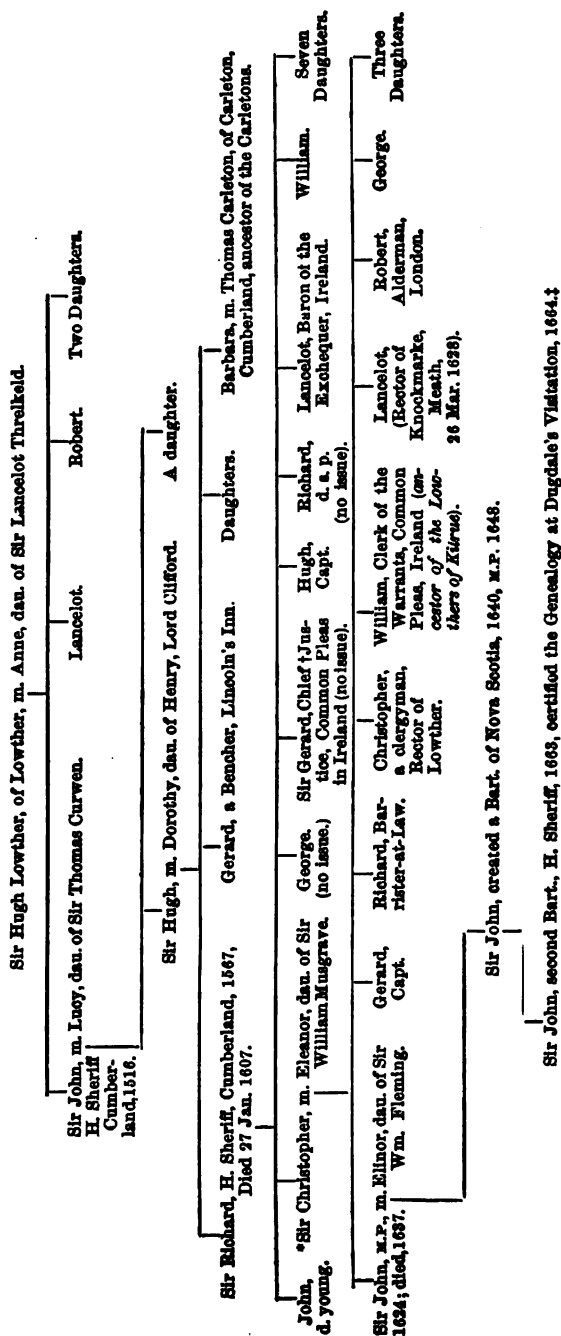 Sir Hugh Lowther, of Lowther, m. Anne, dau. of Sir Lancelot Threlkeld.
Sir John, m. Lucy, dau. of Sir Thomas Curwen.
H. Sheriff
Cumber-
land, 1516.
Lancelot.
Robert.
Two Daughters.
Sir Hugh, m. Dorothy, dau. of Henry, Lord Clifford.
A daughter.
Sir Richard, H. Sheriff, Cumberland, 1567,
Died 27 Jan. 1607.
Gerard, a Bencher, Lincoln's Inn.
Daughters.
Barbara, m. Thomas Carleton, of Carleton,
Cumberland, ancestor of the Carletons.
John,
d. young.
*Sir Christopher, m. Eleanor, dau. of Sir
William Musgrave.
George.
(no issue.)
Sir Gerard, Chief †Jus-
tice, Common Pleas
in Ireland (no issue).
Hugh,
Capt.
Richard,
d. s. p.
(no issue).
Lancelot, Baron of the
Exchequer, Ireland.
William.
Seven
Daughters.
Sir John, M.P., m. Elinor, dau. of Sir
1624; died, 1637. Wm. Fleming.
Gerard,
Capt.
Richard, Bar-
rister-at-Law.
Christopher,
a clergyman,
Rector of
Lowther.
William, Clerk of the
Warrants, Common
Pleas, Ireland (an-
cestor of the Low-
thers of Kilrue).
Lancelot,
(Rector of
Knockmarke,
Meath,
26 Mar. 1628).
Robert,
Alderman,
London.
George.
Three
Daughters.
Sir John, created a Bart. of Nova Scotia, 1640, M.P. 1648.
Sir John, second Bart., H. Sheriff, 1663, certified the Genealogy at Dugdale's Visitation, 1664.‡